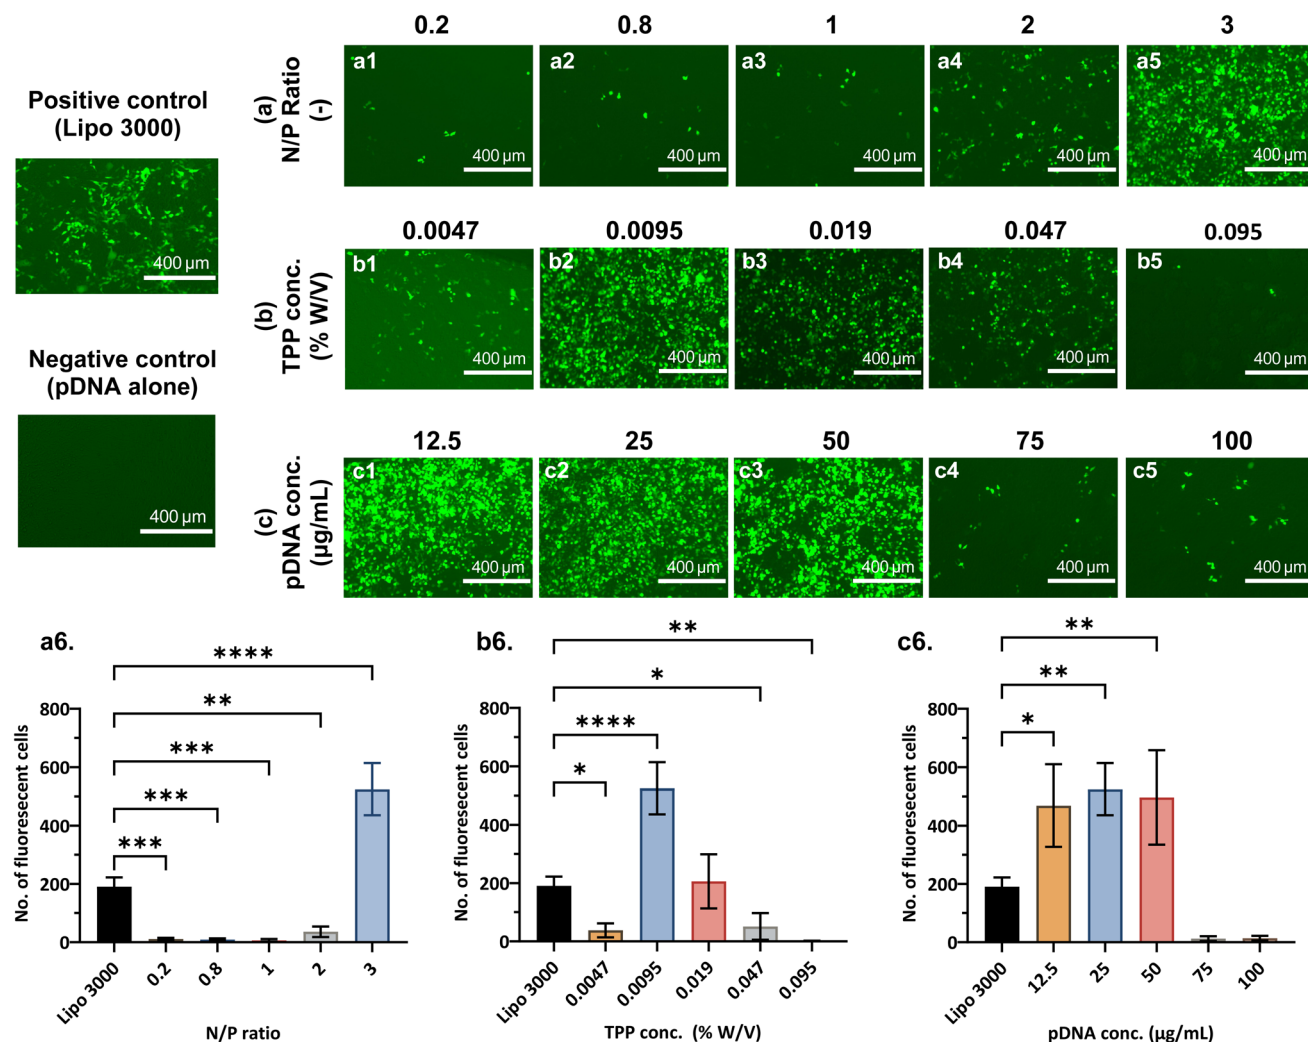 0.2 0.8 1 2 3
Positive control
(Lipo 3000)
400 µm
Negative control
(pDNA alone)
400 µm
(a)
N/P Ratio
(-)
a1 a2 a3 a4 a5
400 µm 400 µm 400 µm 400 µm 400 µm
0.0047 0.0095 0.019 0.047 0.095
(b)
TPP conc.
(% W/V)
b1 b2 b3 b4 b5
400 µm 400 µm 400 µm 400 µm 400 µm
12.5 25 50 75 100
(c)
pDNA conc.
(µg/mL)
c1 c2 c3 c4 c5
400 µm 400 µm 400 µm 400 µm 400 µm
a6.
****
**
***
***
***
No. of fluoresecent cells
800
600
400
200
0
Lipo 3000 0.2 0.8 1 2 3
N/P ratio
b6.
**
*
****
*
No. of fluoresecent cells
800
600
400
200
0
Lipo 3000 0.0047 0.0095 0.019 0.047 0.095
TPP conc. (% W/V)
c6.
**
**
*
No. of fluoresecent cells
800
600
400
200
0
Lipo 3000 12.5 25 50 75 100
pDNA conc. (µg/mL)